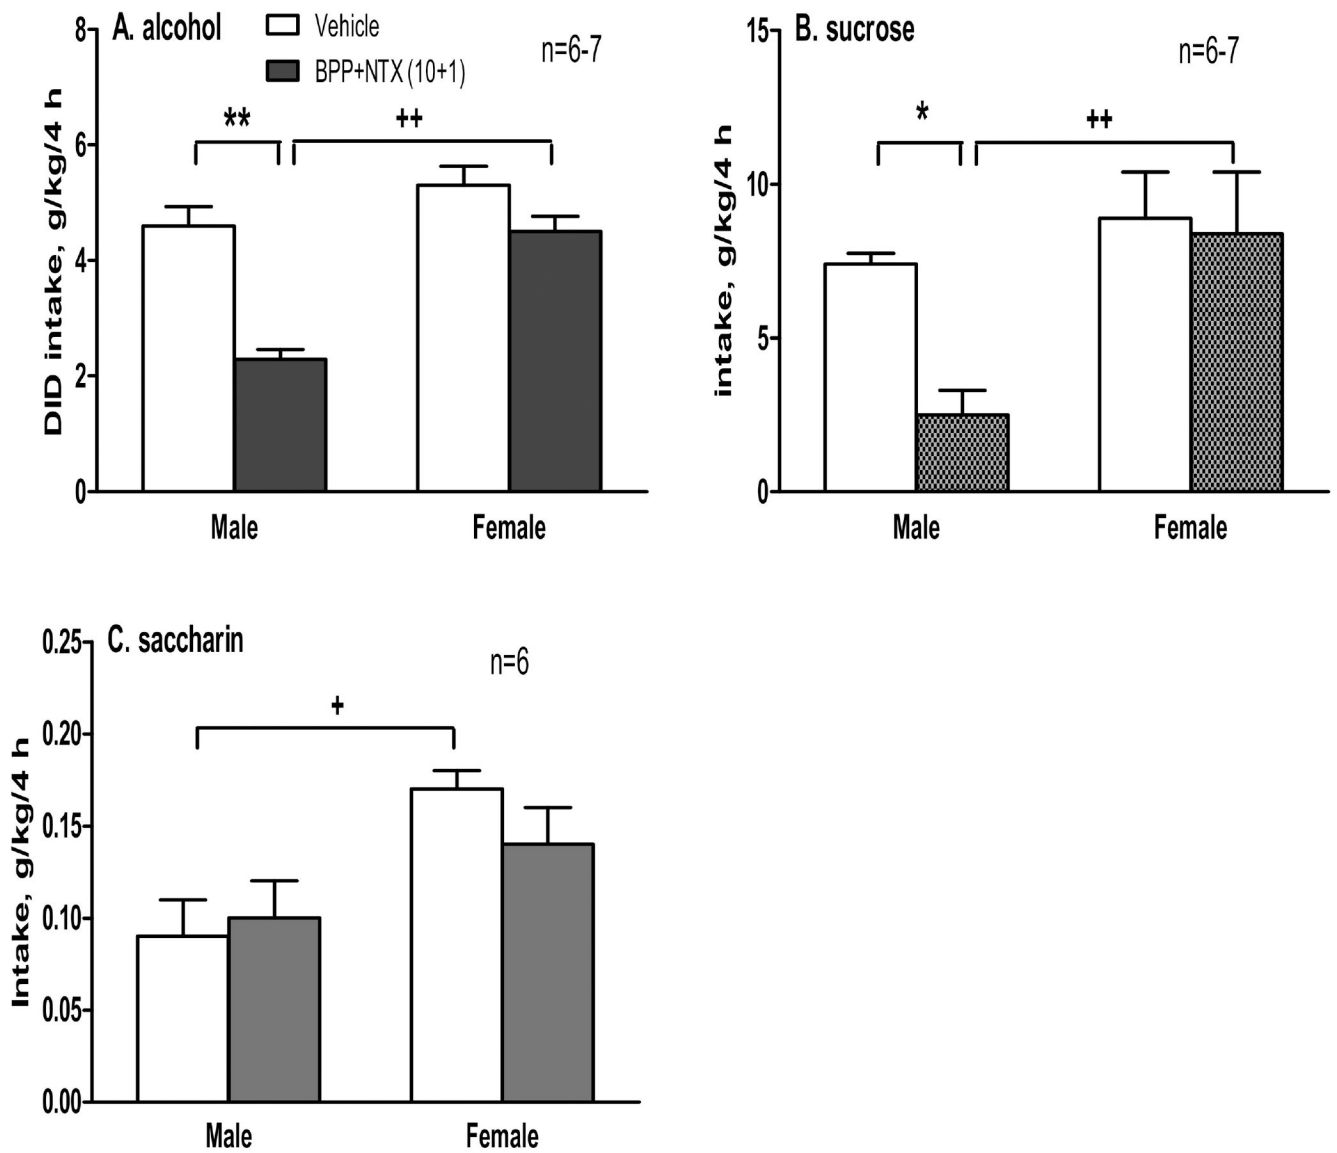 A. alcohol
Vehicle
BPP+NTX (10+1)
n=6-7
**
++
DID intake, g/kg/4 h
8
6
4
2
0
Male Female
B. sucrose
n=6-7
*
++
intake, g/kg/4 h
15
10
5
0
Male Female
C. saccharin
n=6
+
Intake, g/kg/4 h
0.25
0.20
0.15
0.10
0.05
0.00
Male Female